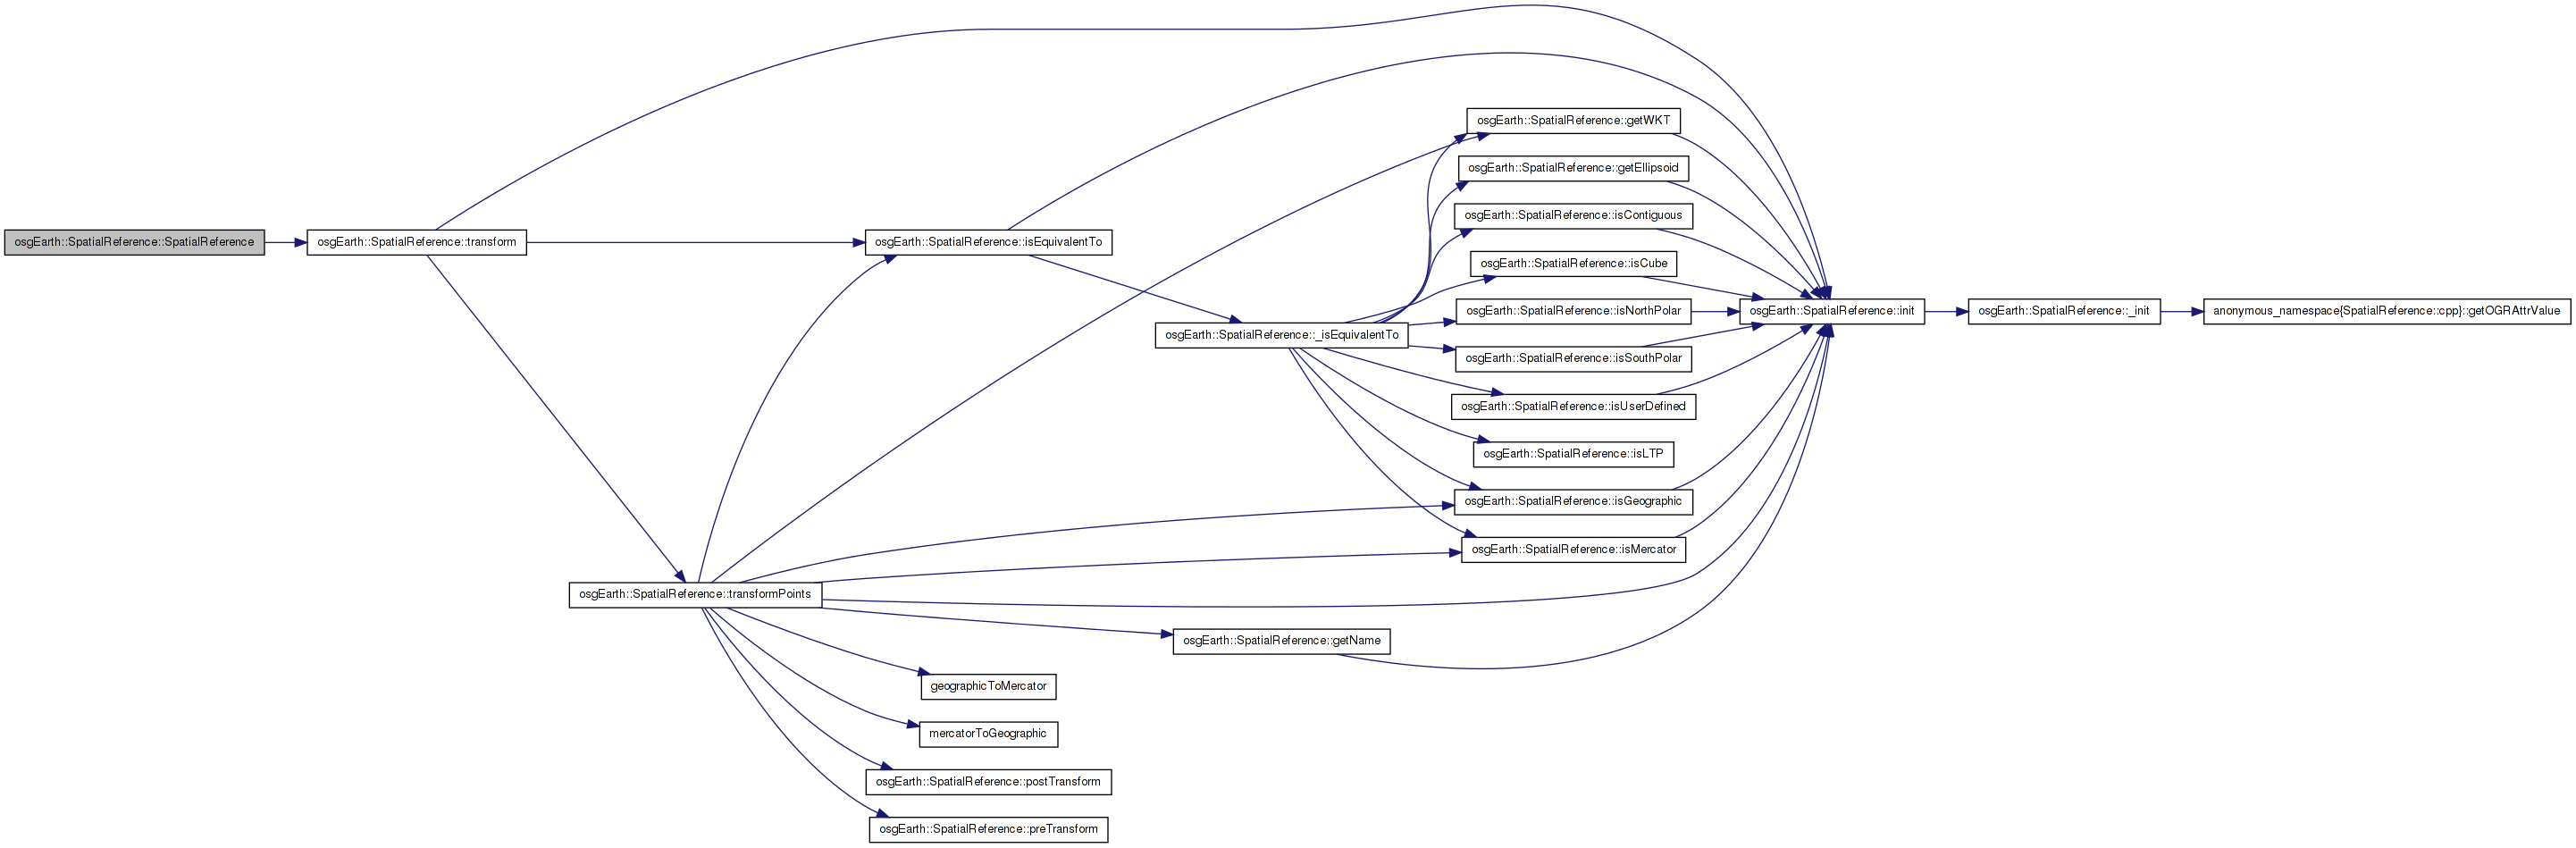 osgEarth::SpatialReference::SpatialReference
osgEarth::SpatialReference::transform
osgEarth::SpatialReference::isEquivalentTo
osgEarth::SpatialReference::_isEquivalentTo
osgEarth::SpatialReference::getWKT
osgEarth::SpatialReference::getEllipsoid
osgEarth::SpatialReference::isContiguous
osgEarth::SpatialReference::isCube
osgEarth::SpatialReference::isNorthPolar
osgEarth::SpatialReference::isSouthPolar
osgEarth::SpatialReference::isUserDefined
osgEarth::SpatialReference::isLTP
osgEarth::SpatialReference::isGeographic
osgEarth::SpatialReference::isMercator
osgEarth::SpatialReference::init
osgEarth::SpatialReference::_init
anonymous_namespace{SpatialReference::cpp}::getOGRAttrValue
osgEarth::SpatialReference::transformPoints
osgEarth::SpatialReference::getName
geographicToMercator
mercatorToGeographic
osgEarth::SpatialReference::postTransform
osgEarth::SpatialReference::preTransform